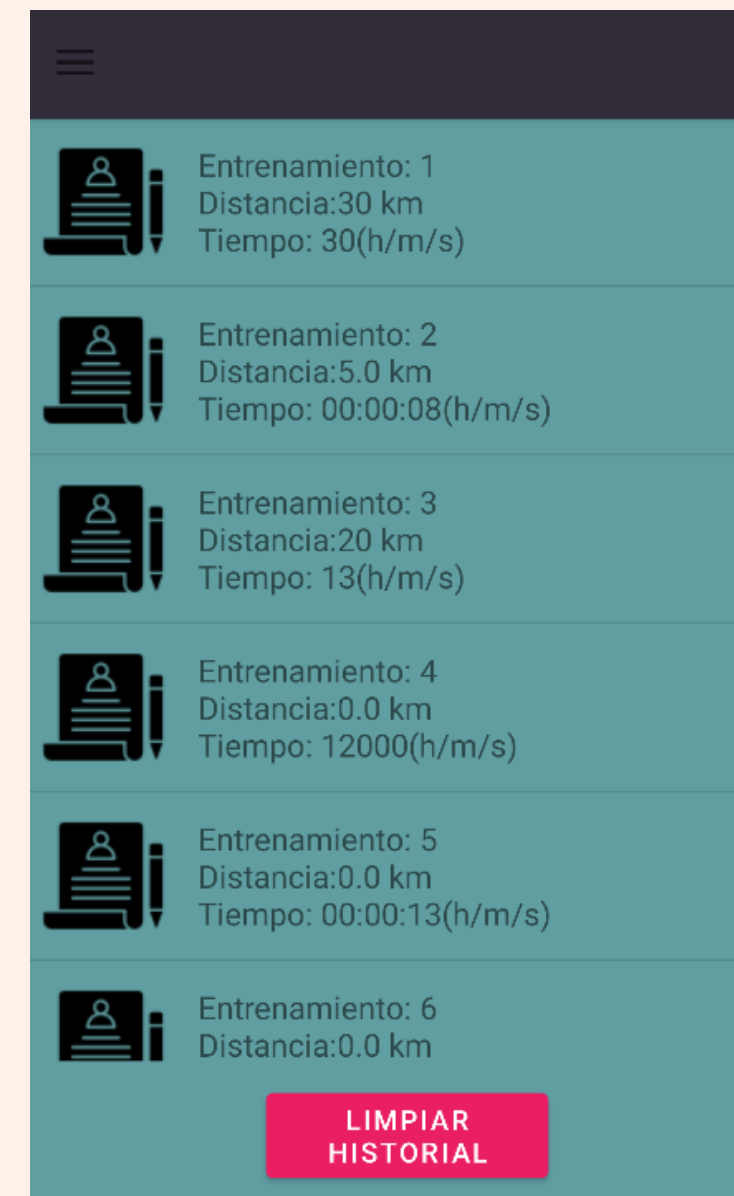 Entrenamiento: 1
Distancia:30 km
Tiempo: 30(h/m/s)
Entrenamiento: 2
Distancia:5.0 km
Tiempo: 00:00:08(h/m/s)
Entrenamiento: 3
Distancia:20 km
Tiempo: 13(h/m/s)
Entrenamiento: 4
Distancia:0.0 km
Tiempo: 12000(h/m/s)
Entrenamiento: 5
Distancia:0.0 km
Tiempo: 00:00:13(h/m/s)
Entrenamiento: 6
Distancia:0.0 km
LIMPIAR
HISTORIAL